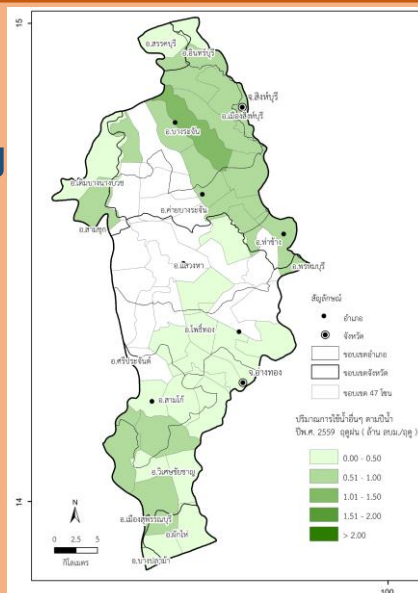 15
อ.สรรคบุรี
อ.อินทร์บุรี
จ.สิงห์บุรี
อ.เมืองสิงห์บุรี
อ.บางระจัน
อ.เดิมบางนางบวช
อ.ค่ายบางระจัน
อ.สามชุก
อ.ท่าช้าง
อ.พรหมบุรี
อ.แสวงหา
สัญลักษณ์
อำเภอ
จังหวัด
ขอบเขตอำเภอ
ขอบเขตจังหวัด
ขอบเขต 47 โซน
อ.โพธิ์ทอง
อ.ศรีประจันต์
จ.อ่างทอง
อ.สามโก้
ปริมาณการใช้น้ำอื่นๆ ตามปีน้ำ
ปีพ.ศ. 2559 ฤดูฝน ( ล้าน ลบม./ฤดู )
0.00 - 0.50
0.51 - 1.00
1.01 - 1.50
1.51 - 2.00
> 2.00
อ.วิเศษชัยชาญ
14
N
อ.เมืองสุพรรณบุรี
อ.ผักไห่
0 2.5 5
กิโลเมตร
อ.บางปลาม้า
100